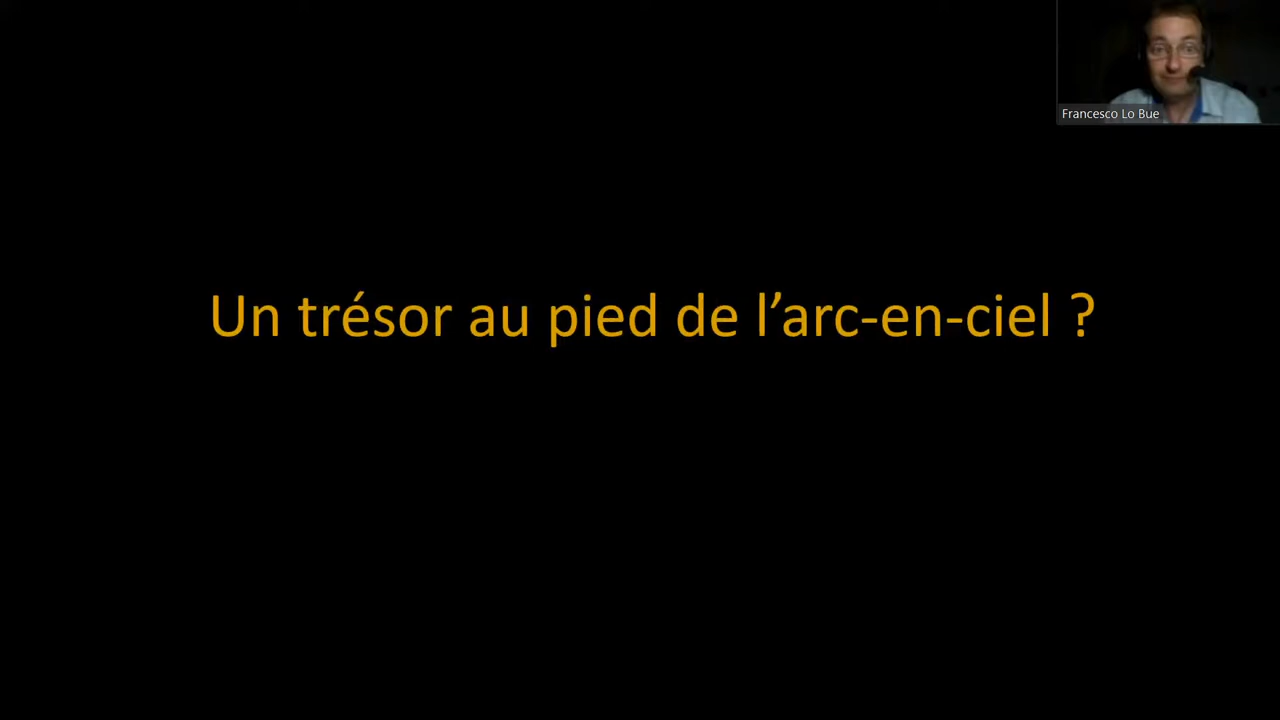 Francesco Lo Bue
Un trésor au pied de l’arc-en-ciel ?